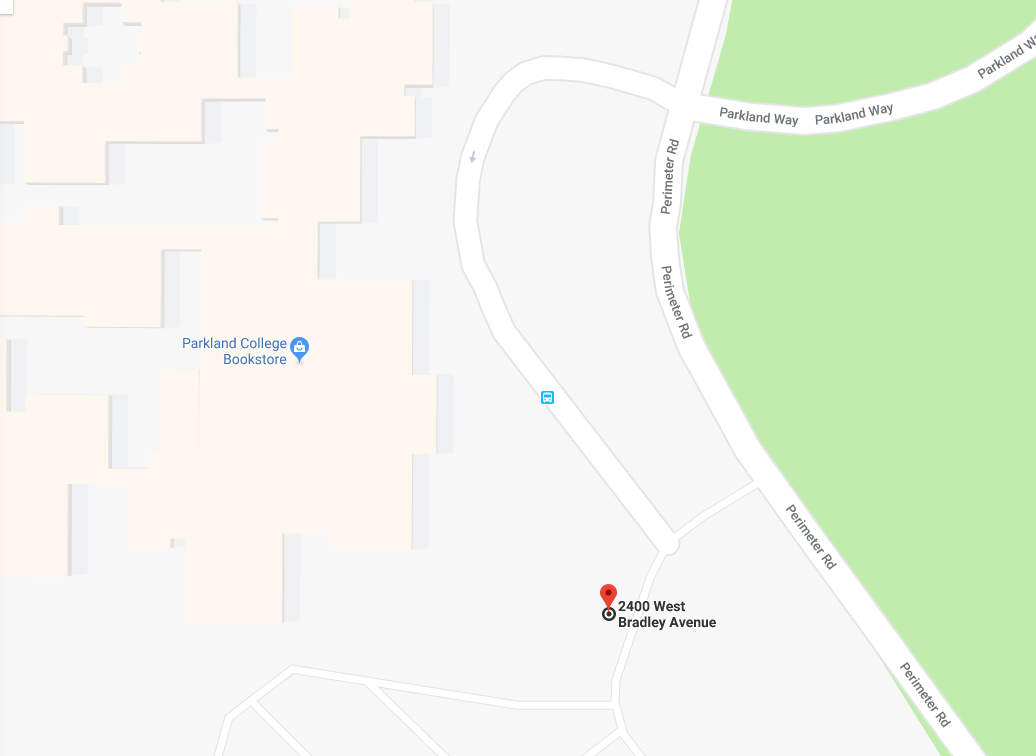 Parkland Way
Parkland Way
Parkland
Perimeter Rd
Perimeter Rd
Parkland College
Bookstore
Perimeter Rd
2400 West
Bradley Avenue
Perimeter Rd